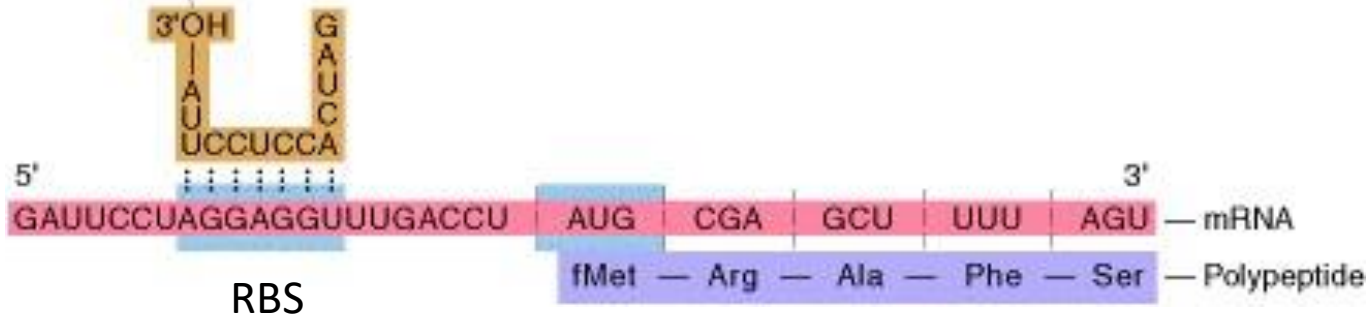 3'OH
G
A
U
C
A
U
UCCUCCA
5'
3'
GAUUCCUAGGAGGUUUGACCU AUG CGA GCU UUU AGU — mRNA
fMet — Arg — Ala — Phe — Ser — Polypeptide
RBS